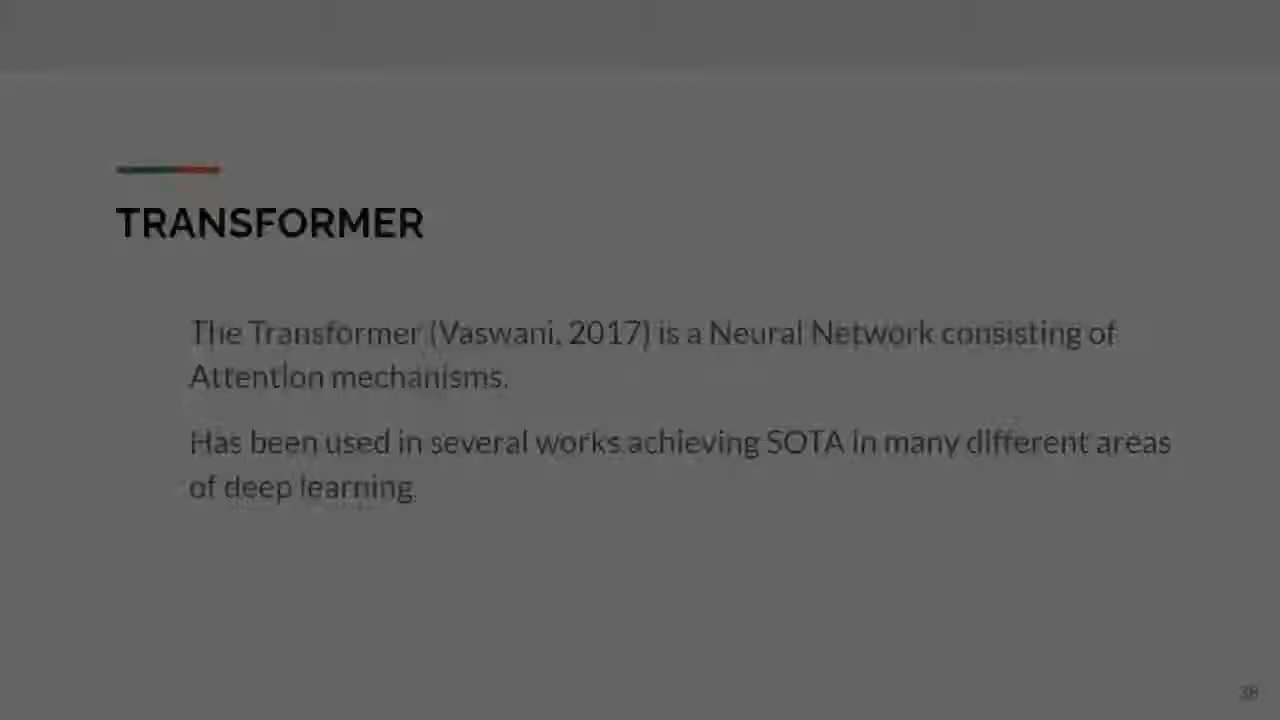 TRANSFORMER
The Transformer (Vaswani, 2017) is a Neural Network consisting of
Attention mechanisms.
Has been used in several works achieving SOTA in many different areas
of deep learning.
38